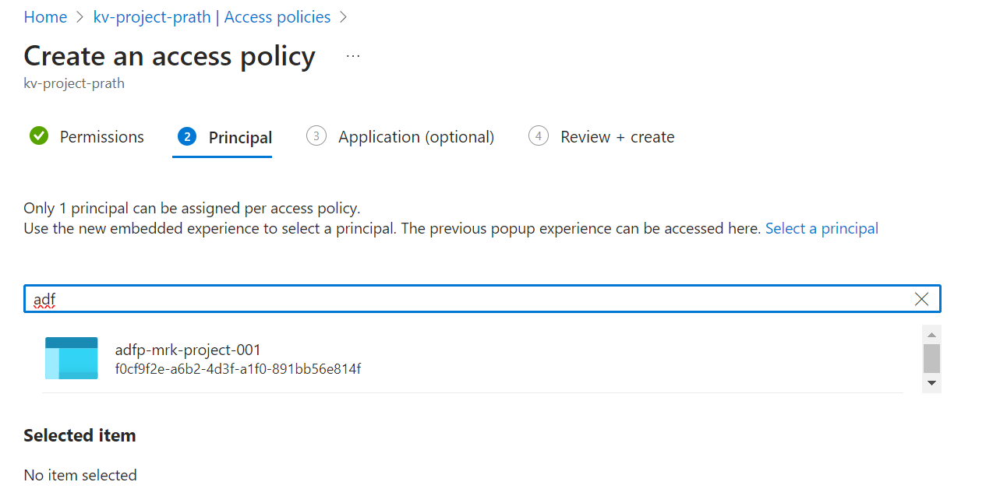 Home > kv-project-prath | Access policies >
Create an access policy ...
kv-project-prath
Permissions 2 Principal 3 Application (optional) 4 Review + create
Only 1 principal can be assigned per access policy.
Use the new embedded experience to select a principal. The previous popup experience can be accessed here. Select a principal
adf
adfp-mrk-project-001
f0cf9f2e-a6b2-4d3f-a1f0-891bb56e814f
Selected item
No item selected